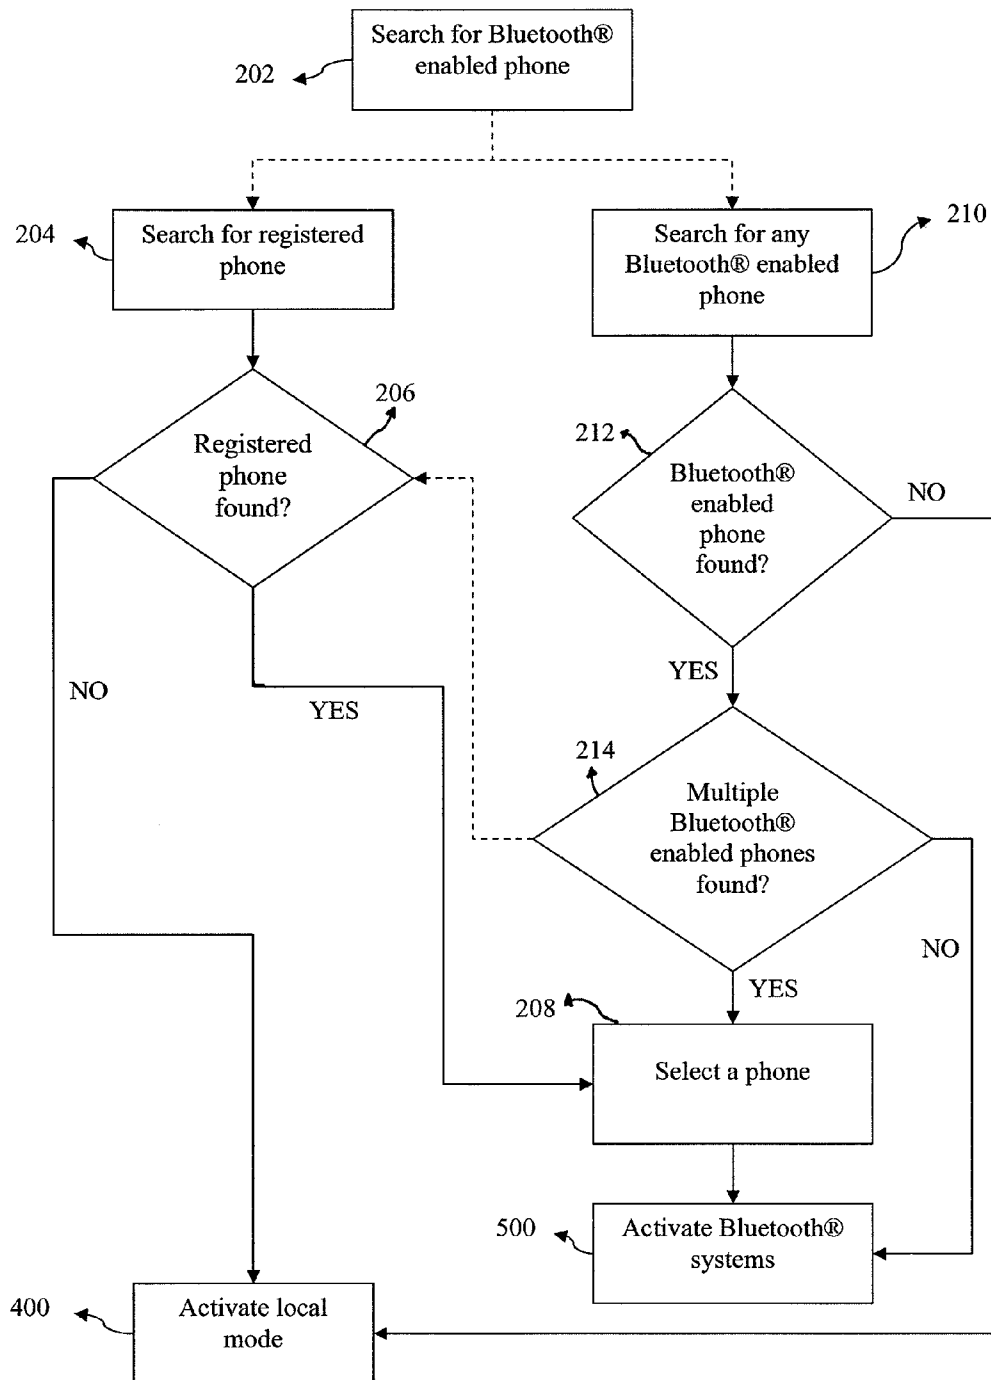 Search for Bluetooth®
enabled phone
202
204
Search for registered
phone
Search for any
Bluetooth® enabled
phone
210
206
Registered
phone
found?
212
Bluetooth®
enabled
phone
found?
NO
NO
YES
YES
214
Multiple
Bluetooth®
enabled phones
found?
NO
YES
208
Select a phone
500
Activate Bluetooth®
systems
400
Activate local
mode